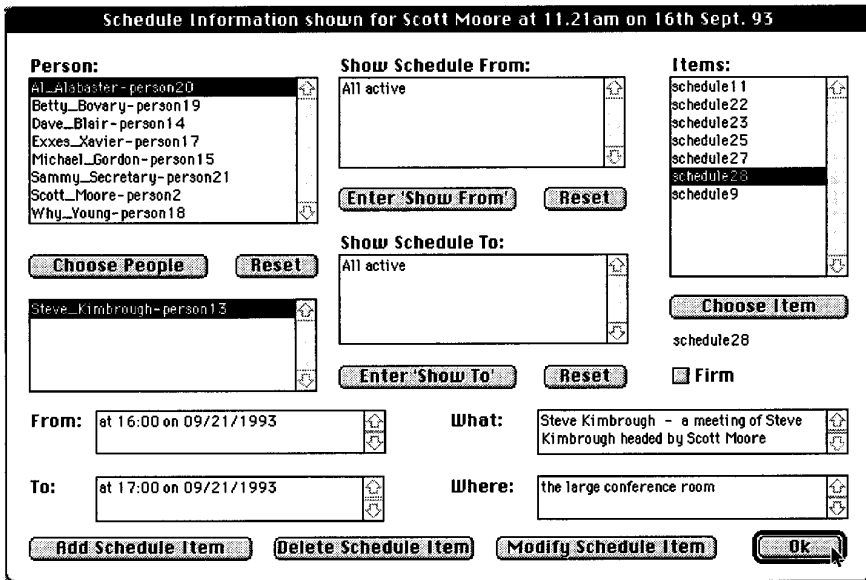 Schedule Information shown for Scott Moore at 11.21am on 16th Sept. 93
Person:
Al_Alabaster-person20
Betty_Bovary-person19
Dave_Blair-person14
Exxes_Xavier-person17
Michael_Gordon-person15
Sammy_Secretary-person21
Scott_Moore-person2
Why_Young-person18
Choose People
Reset
Steve_Kimbrough-person13
Show Schedule From:
All active
Enter 'Show From'
Reset
Show Schedule To:
All active
Enter 'Show To'
Reset
Items:
schedule11
schedule22
schedule23
schedule25
schedule27
schedule28
schedule9
Choose Item
schedule28
Firm
From:
at 16:00 on 09/21/1993
What:
Steve Kimbrough - a meeting of Steve
Kimbrough headed by Scott Moore
To:
at 17:00 on 09/21/1993
Where:
the large conference room
Add Schedule Item
Delete Schedule Item
Modify Schedule Item
Ok